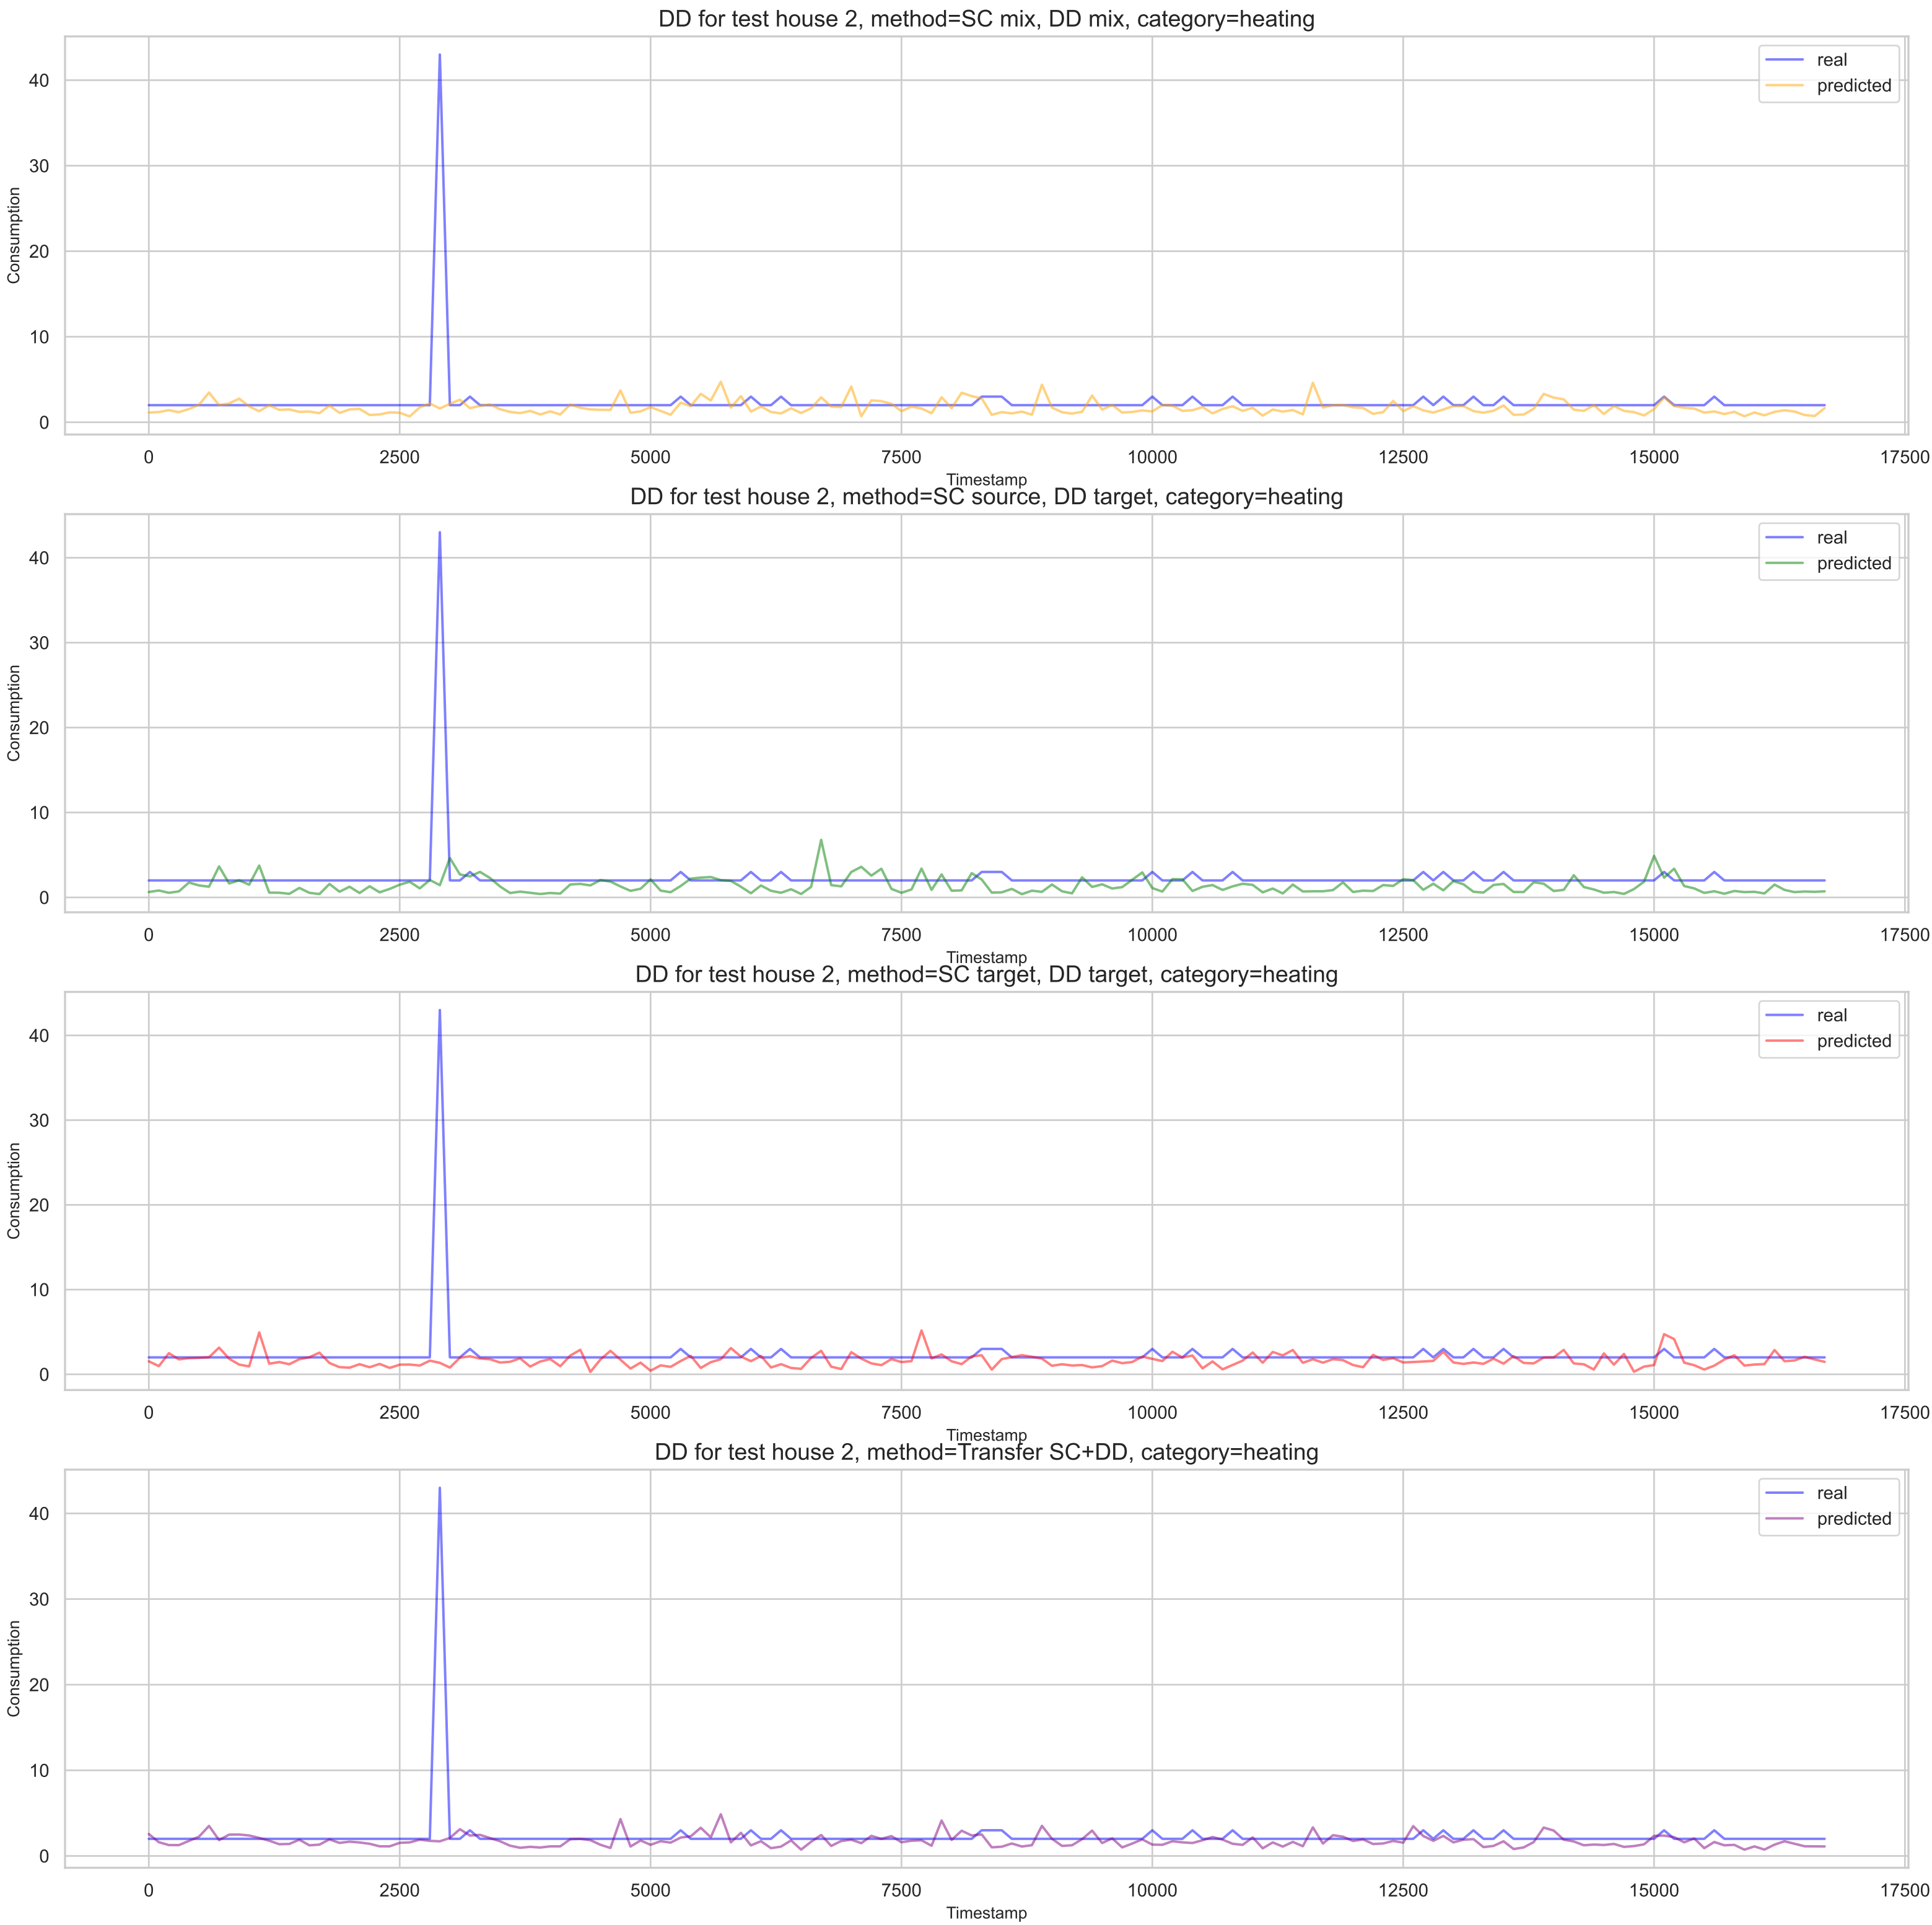 DD for test house 2, method=SC mix, DD mix, category=heating
real
predicted
40
30
20
10
0
Consumption
0 2500 5000 7500 10000 12500 15000 17500
Timestamp
DD for test house 2, method=SC source, DD target, category=heating
real
predicted
40
30
20
10
0
Consumption
0 2500 5000 7500 10000 12500 15000 17500
Timestamp
DD for test house 2, method=SC target, DD target, category=heating
real
predicted
40
30
20
10
0
Consumption
0 2500 5000 7500 10000 12500 15000 17500
Timestamp
DD for test house 2, method=Transfer SC+DD, category=heating
real
predicted
40
30
20
10
0
Consumption
0 2500 5000 7500 10000 12500 15000 17500
Timestamp